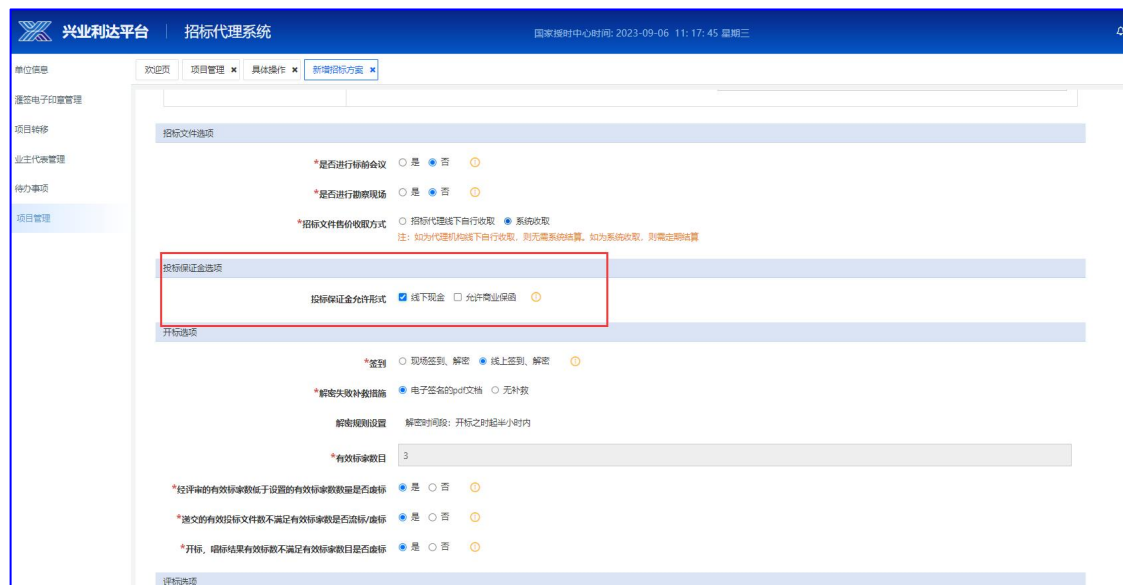 兴业利达平台 招标代理系统 国家授时中心时间: 2023-09-06 11:17:45 星期三
单位信息
欢迎页 项目管理 × 具体操作 × 新增招标方案 ×
签电子印章管理
项目转移
业主代表管理
待办事项
项目管理
招标文件选项
*是否进行标前会议 是 否
*是否进行勘察现场 是 否
*招标文件售价收取方式 招标代理线下自行收取 系统收取
注：如为代理机构线下自行收取，则无需系统结算。如为系统收取，则需定期结算
投标保证金选项
投标保证金允许形式 线下现金 允许商业保函
开标选项
*签到 现场签到、解密 线上签到、解密
*解密失败补救措施 电子签名的pdf文档 无补救
解密规则设置 解密时间段：开标之时起半小时内
*有效标家数目 3
*经评审的有效标家数低于设置的有效标家数数量是否废标 是 否
*递交的有效投标文件数不满足有效标家数是否流标/废标 是 否
*开标，唱标结果有效标数不满足有效标家数目是否废标 是 否
评标选项